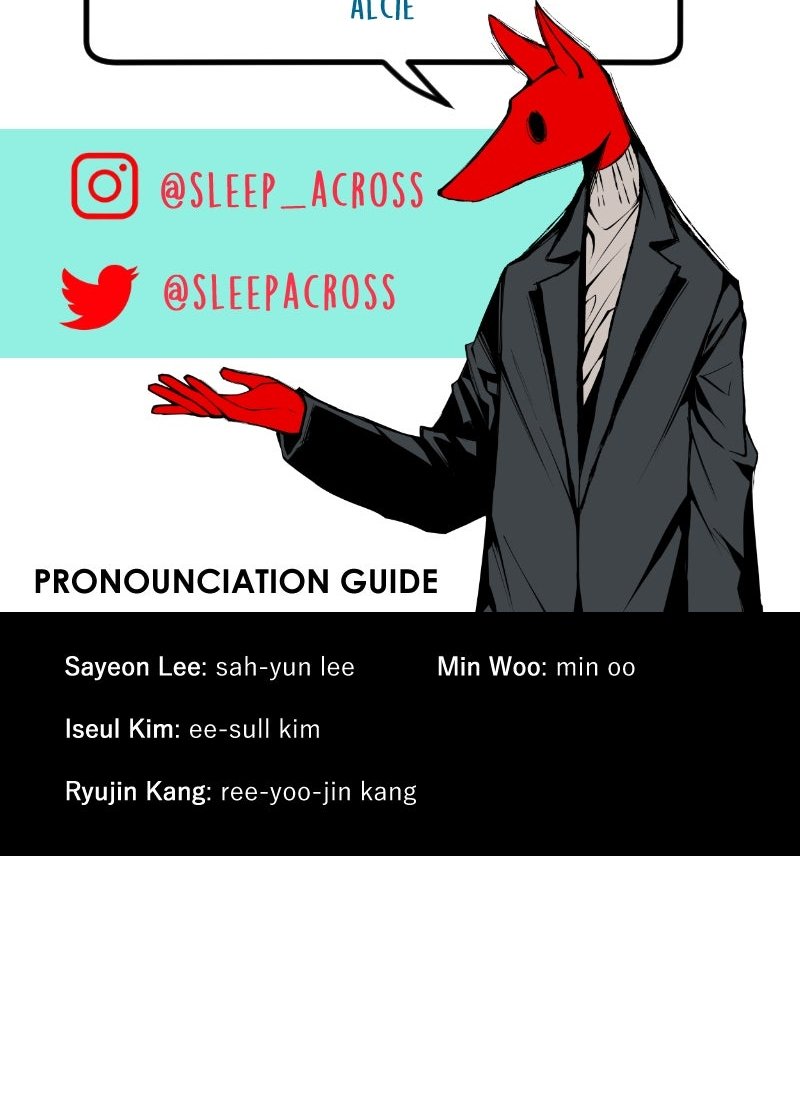 ALCIE
@SLEEP_ACROSS
@SLEEPACROSS
PRONOUNCIATION GUIDE
Sayeon Lee: sah-yun lee
Min Woo: min oo
Iseul Kim: ee-sull kim
Ryujin Kang: ree-yoo-jin kang